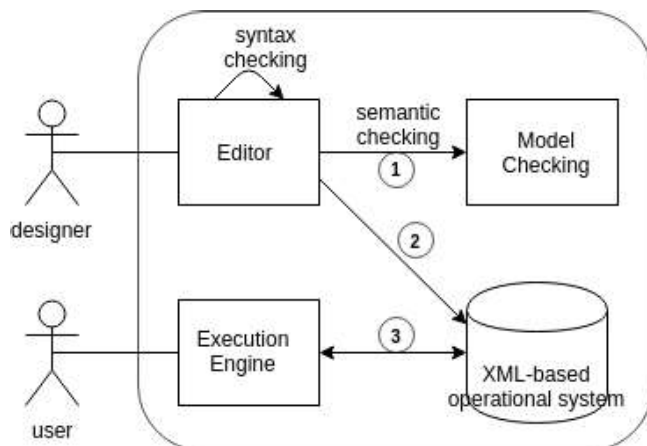 syntax
checking
Editor
semantic
checking
1
Model
Checking
designer
2
Execution
Engine
3
XML-based
operational system
user